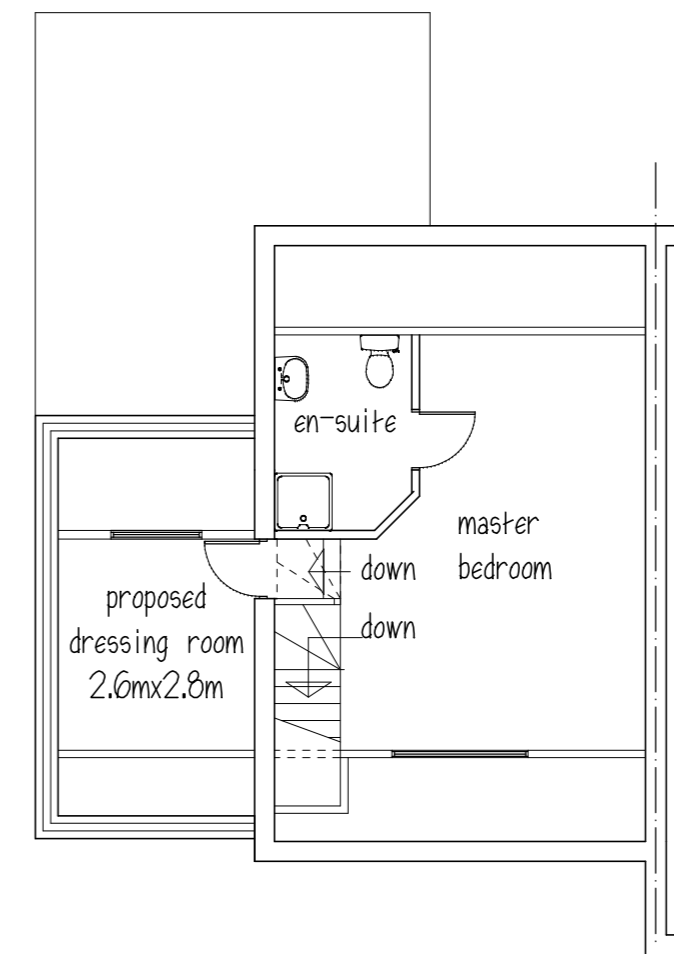 en-suite
master
bedroom
down
down
proposed
dressing room
2.6mx2.8m